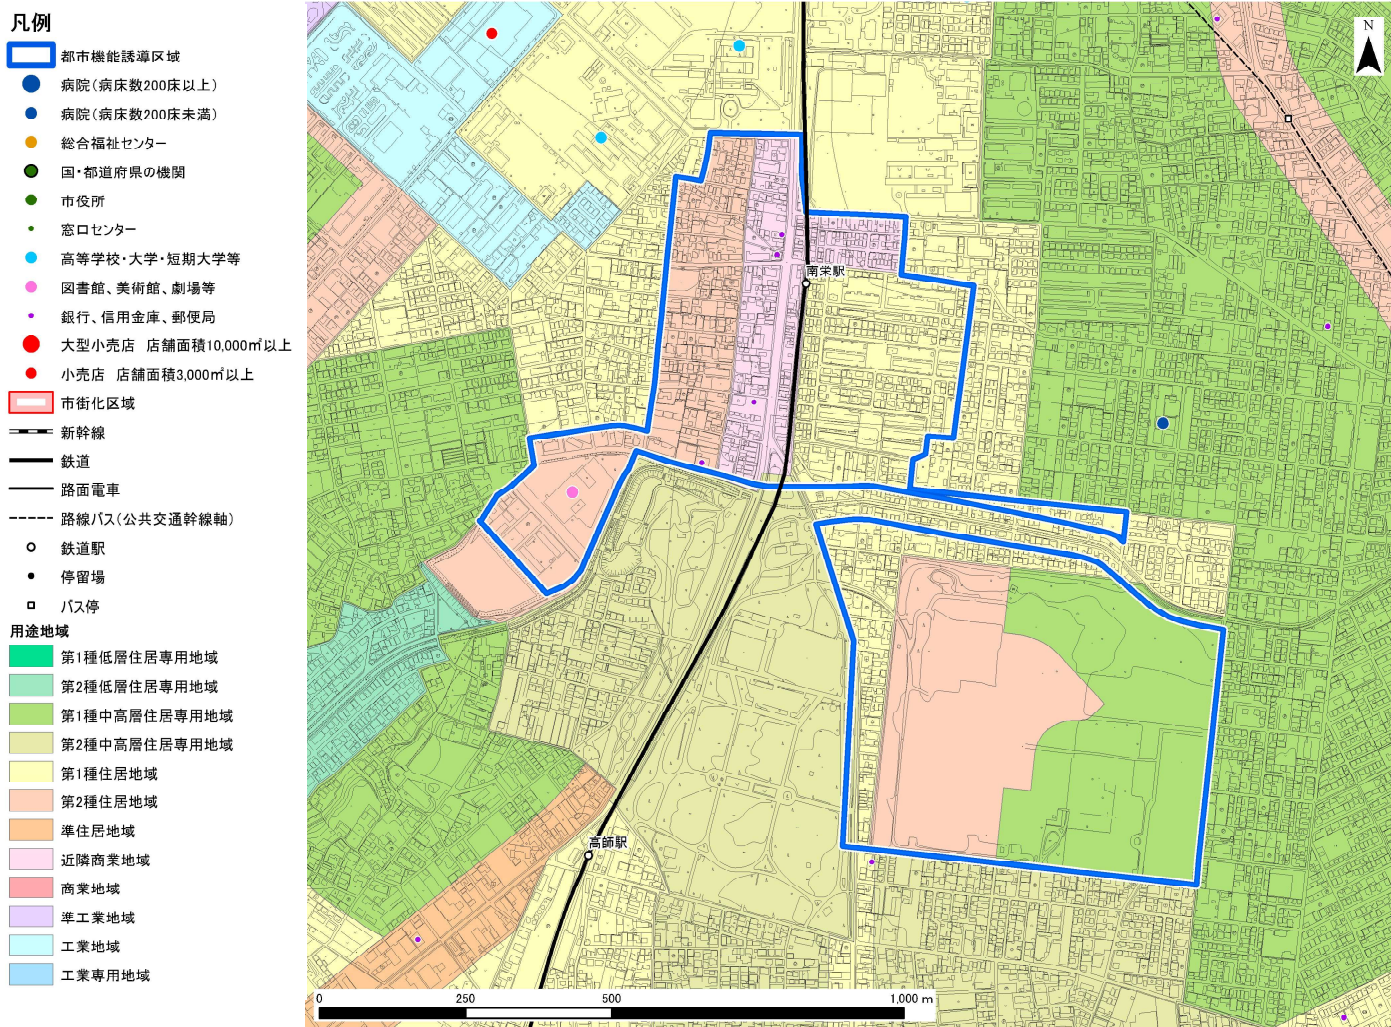 凡例
都市機能誘導区域
病院(病床数200床以上)
病院(病床数200床未満)
総合福祉センター
国・都道府県の機関
市役所
窓口センター
高等学校・大学・短期大学等
図書館、美術館、劇場等
銀行、信用金庫、郵便局
大型小売店 店舗面積10,000㎡以上
小売店 店舗面積3,000㎡以上
市街化区域
新幹線
鉄道
路面電車
路線バス(公共交通幹線軸)
鉄道駅
停留場
バス停
用途地域
第1種低層住居専用地域
第2種低層住居専用地域
第1種中高層住居専用地域
第2種中高層住居専用地域
第1種住居地域
第2種住居地域
準住居地域
近隣商業地域
商業地域
準工業地域
工業地域
工業専用地域
N
南栄駅
高師駅
0 250 500 1,000 m